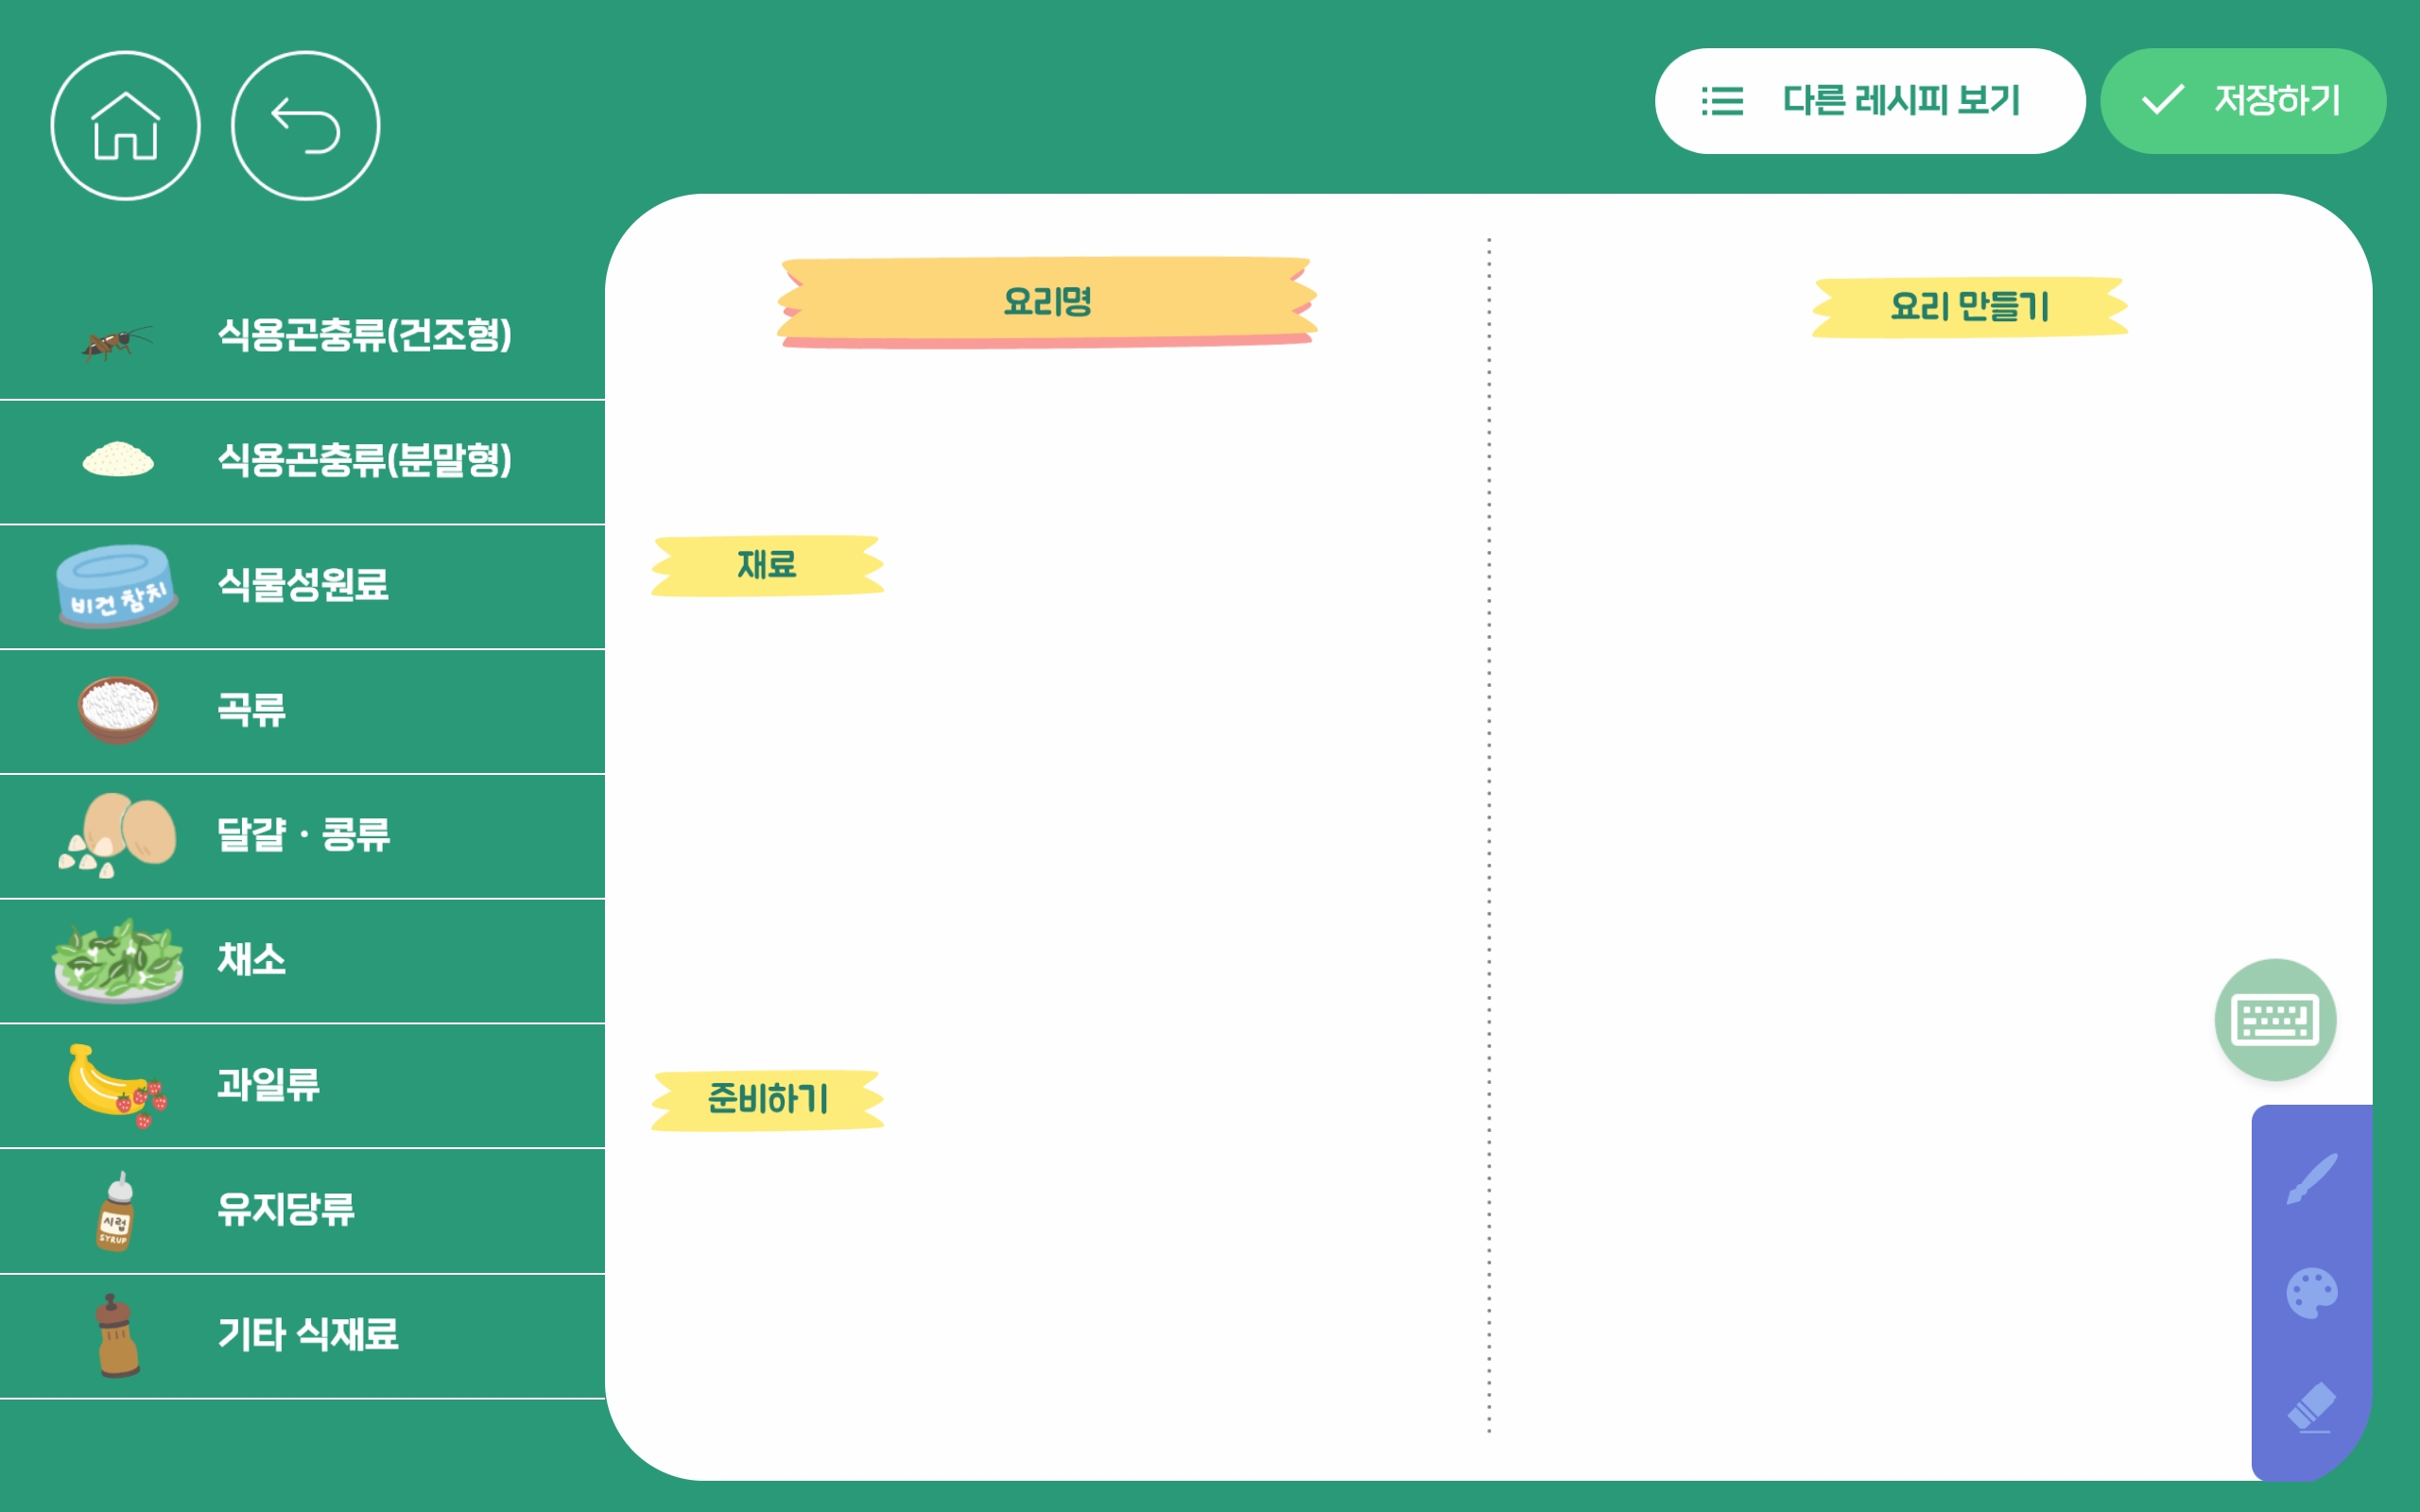 다른 레시피 보기
저장하기
식용곤충류(건조형)
식용곤충류(분말형)
비건 참치
식물성원료
곡류
달걀 · 콩류
채소
과일류
시럽
SYRUP
유지당류
기타 식재료
요리명
재료
준비하기
요리 만들기